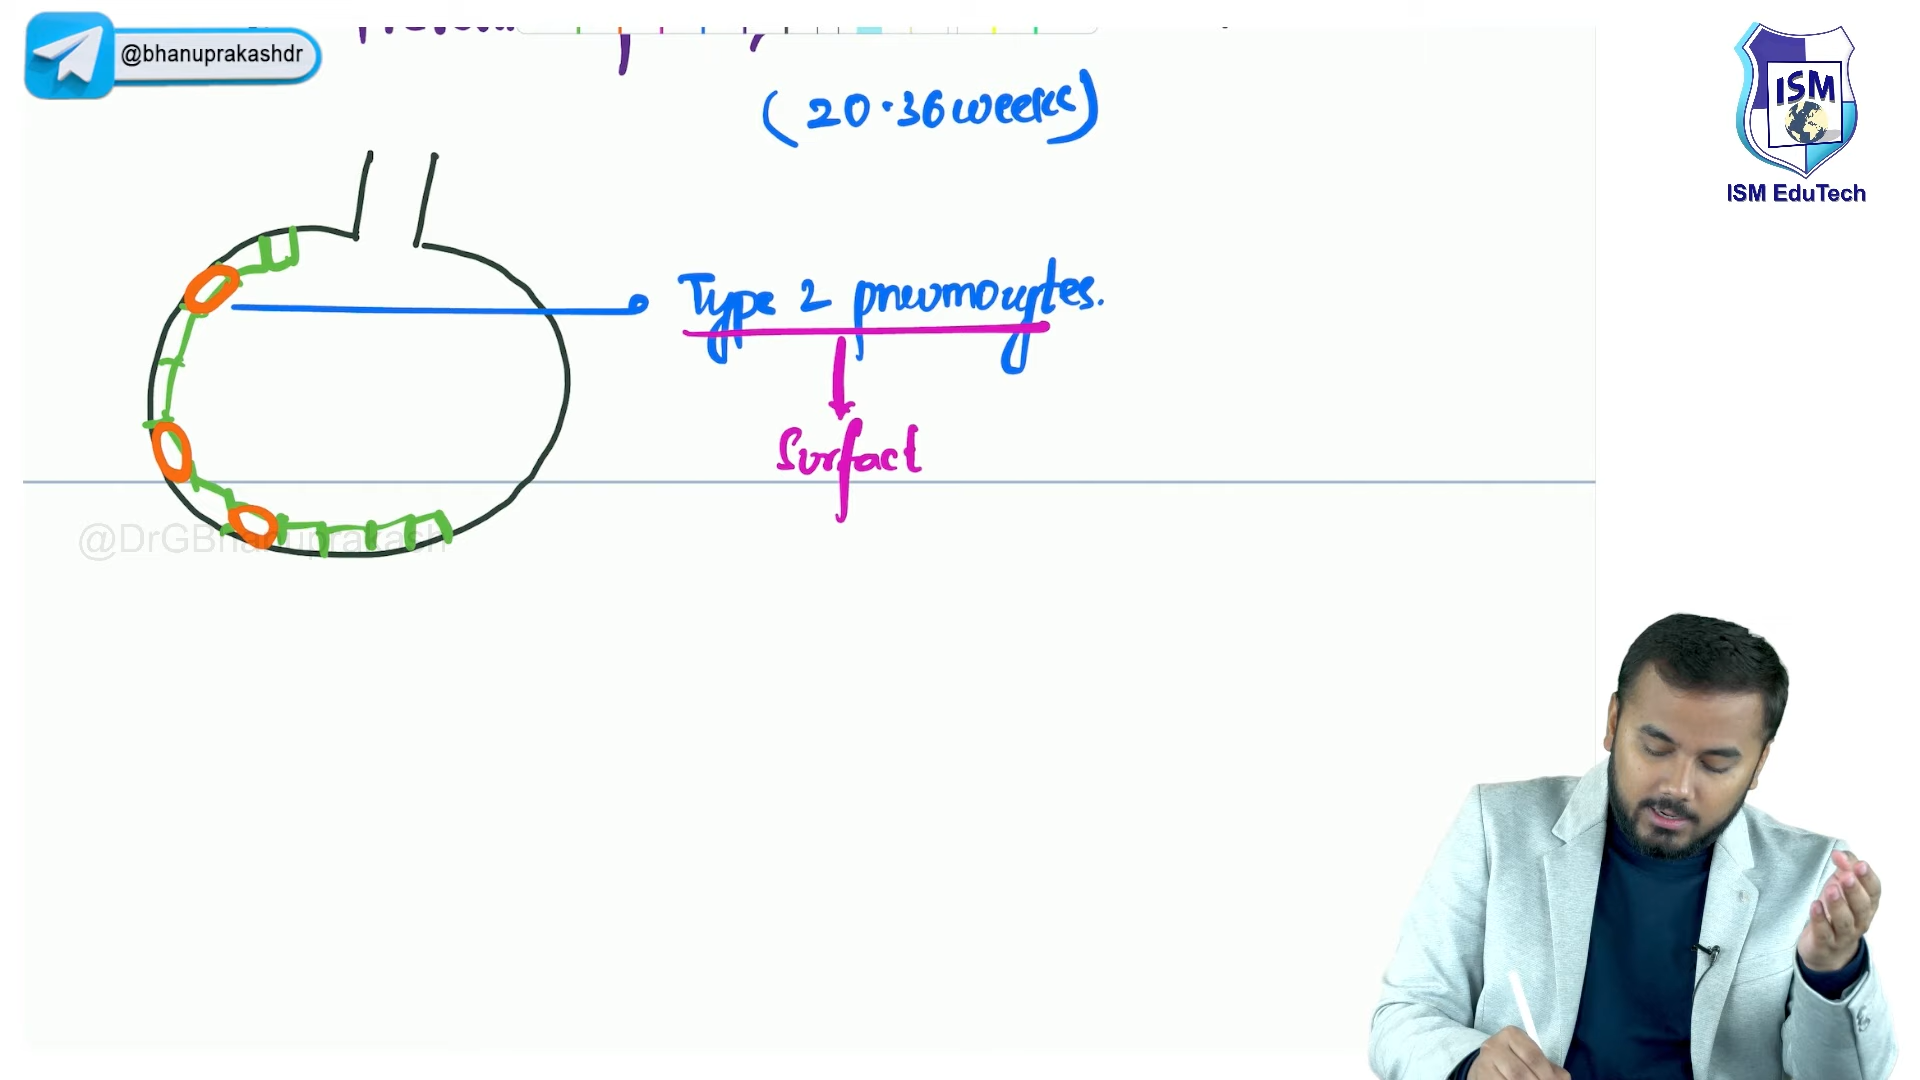 @bhanuprakashdr
(20-36 weeks)
ISM
ISM EduTech
Type 2 pneumocytes.
Surfact
@DrGBhanuprakash